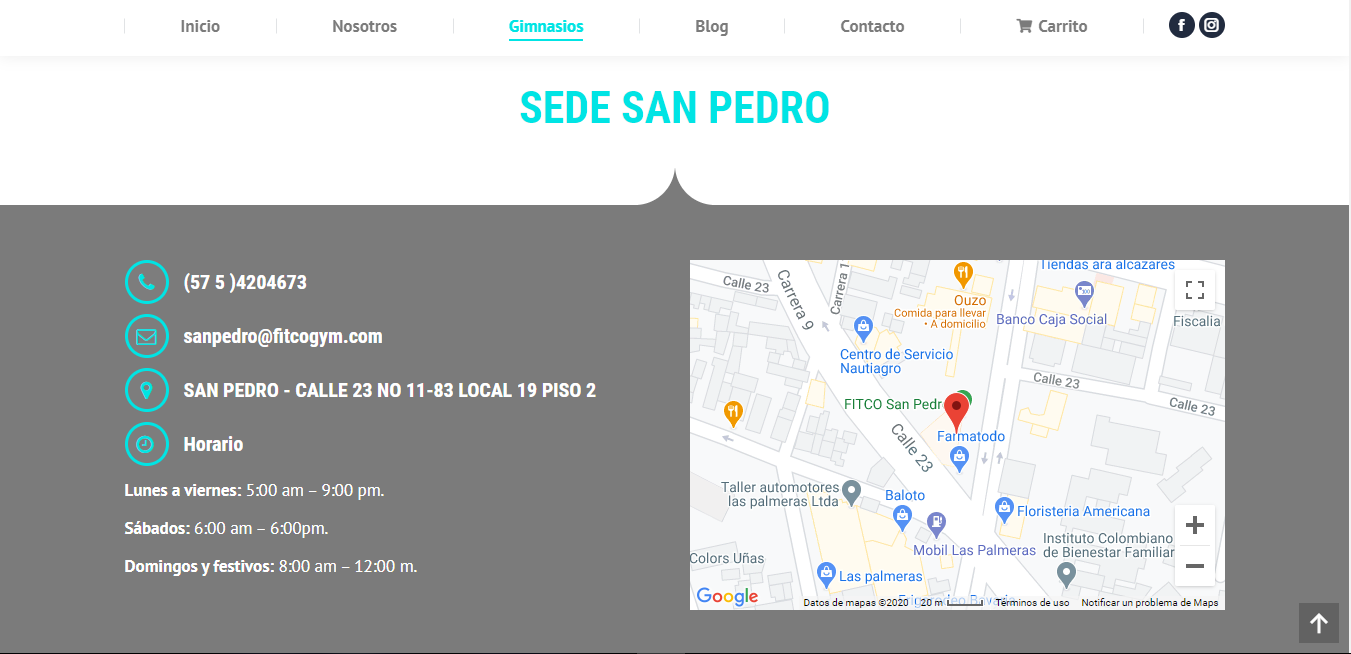 Inicio
Nosotros
Gimnasios
Blog
Contacto
Carrito
SEDE SAN PEDRO
(57 5 )4204673
sanpedro@fitcogym.com
SAN PEDRO - CALLE 23 NO 11-83 LOCAL 19 PISO 2
Horario
Lunes a viernes: 5:00 am – 9:00 pm.
Sábados: 6:00 am – 6:00pm.
Domingos y festivos: 8:00 am – 12:00 m.
Tiendas ara alcazares
Calle 23
Carrera 9
Carrera 1
Ouzo
Comida para llevar
• A domicilio
Banco Caja Social
Fiscalia
Centro de Servicio
Nautiagro
Calle 23
Calle 23
FITCO San Pedr
Farmatodo
Calle 23
Taller automotores
las palmeras Ltda
Baloto
Floristeria Americana
Mobil Las Palmeras
Instituto Colombiano
de Bienestar Familiar
Colors Uñas
Las palmeras
Google
Datos de mapas ©2020
20 m
Términos de uso
Notificar un problema de Maps